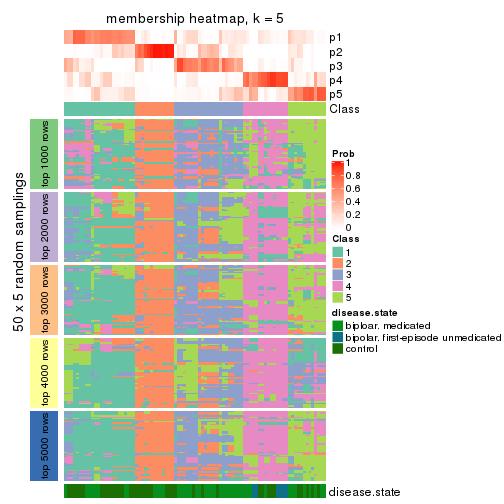 membership heatmap, k = 5
p1
p2
p3
p4
p5
Class
50 x 5 random samplings
top 1000 rows
top 2000 rows
top 3000 rows
top 4000 rows
top 5000 rows
Prob
1
0.8
0.6
0.4
0.2
0
Class
1
2
3
4
5
disease.state
biploar, medicated
bipolar, first-episode unmedicated
control
disease.state